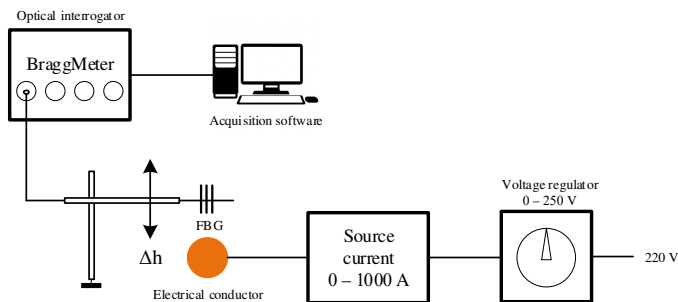 Optical interrogator
BraggMeter
Acquisition software
FBG
Δh
Electrical conductor
Source
current
0 – 1000 A
Voltage regulator
0 – 250 V
220 V